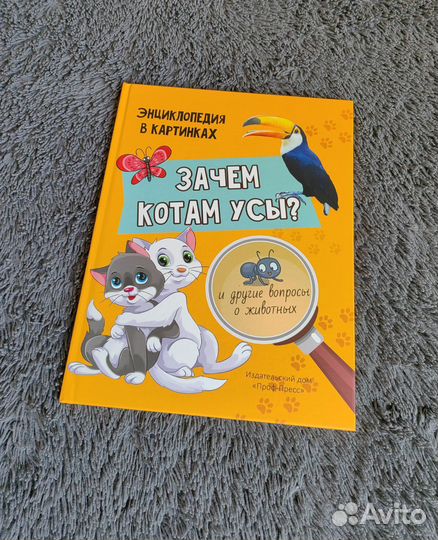 ЭНЦИКЛОПЕДИЯ
В КАРТИНКАХ
ЗАЧЕМ
КОТАМ УСЫ?
и другие вопросы
о животных
Издательский дом
«Проф-Пресс»
Avito